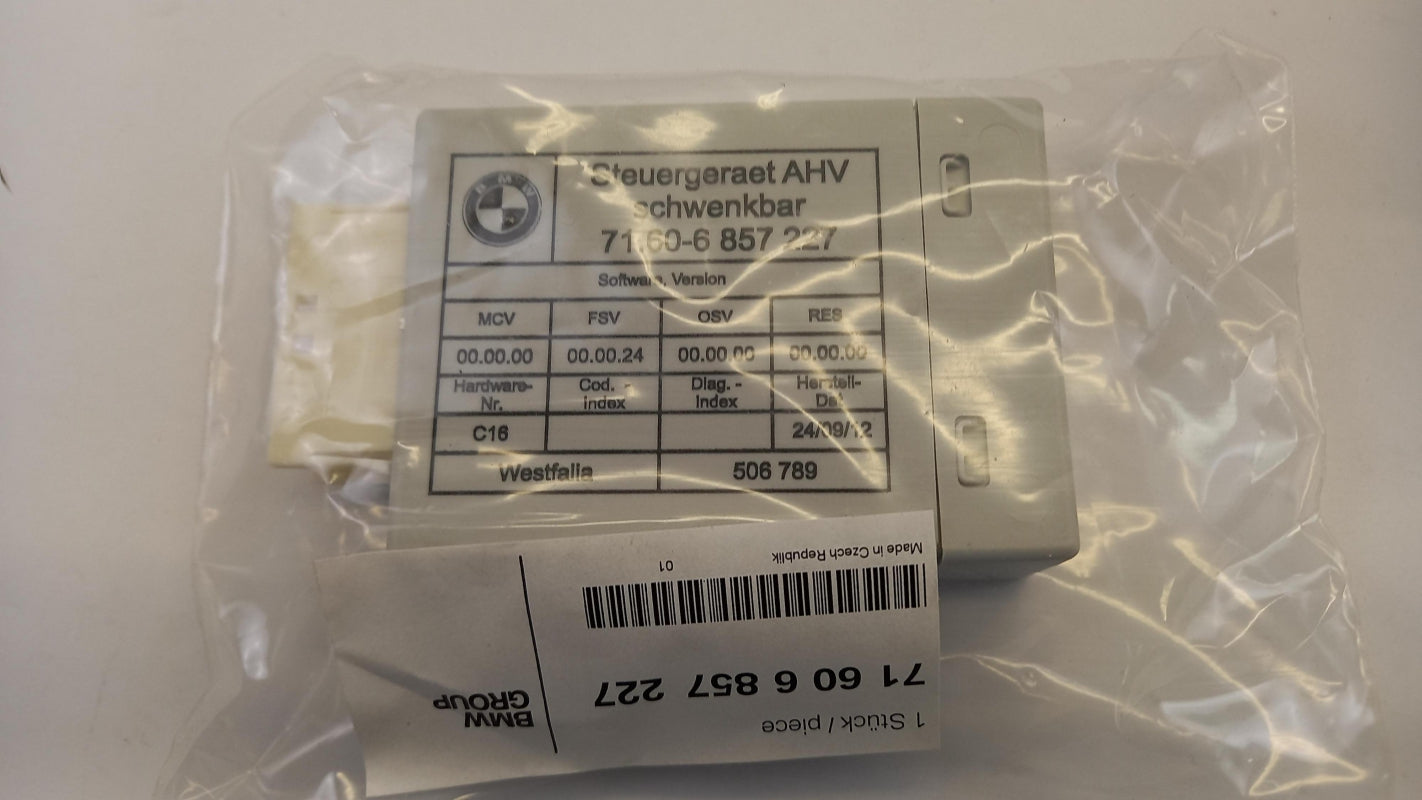 BMW
Steuergeraet AHV
schwenkbar
71.60-6 857 227
Software, Version
MCV FSV OSV RES
00.00.00 00.00.24 00.00.00 00.00.00
Hardware- Cod. - Diag. - Herstell-
Nr. index Index Dat
C16 24/09/12
Westfalia 506 789
1 Stück / piece
71 60 6 857 227
BMW
GROUP
01
Made in Czech Republik